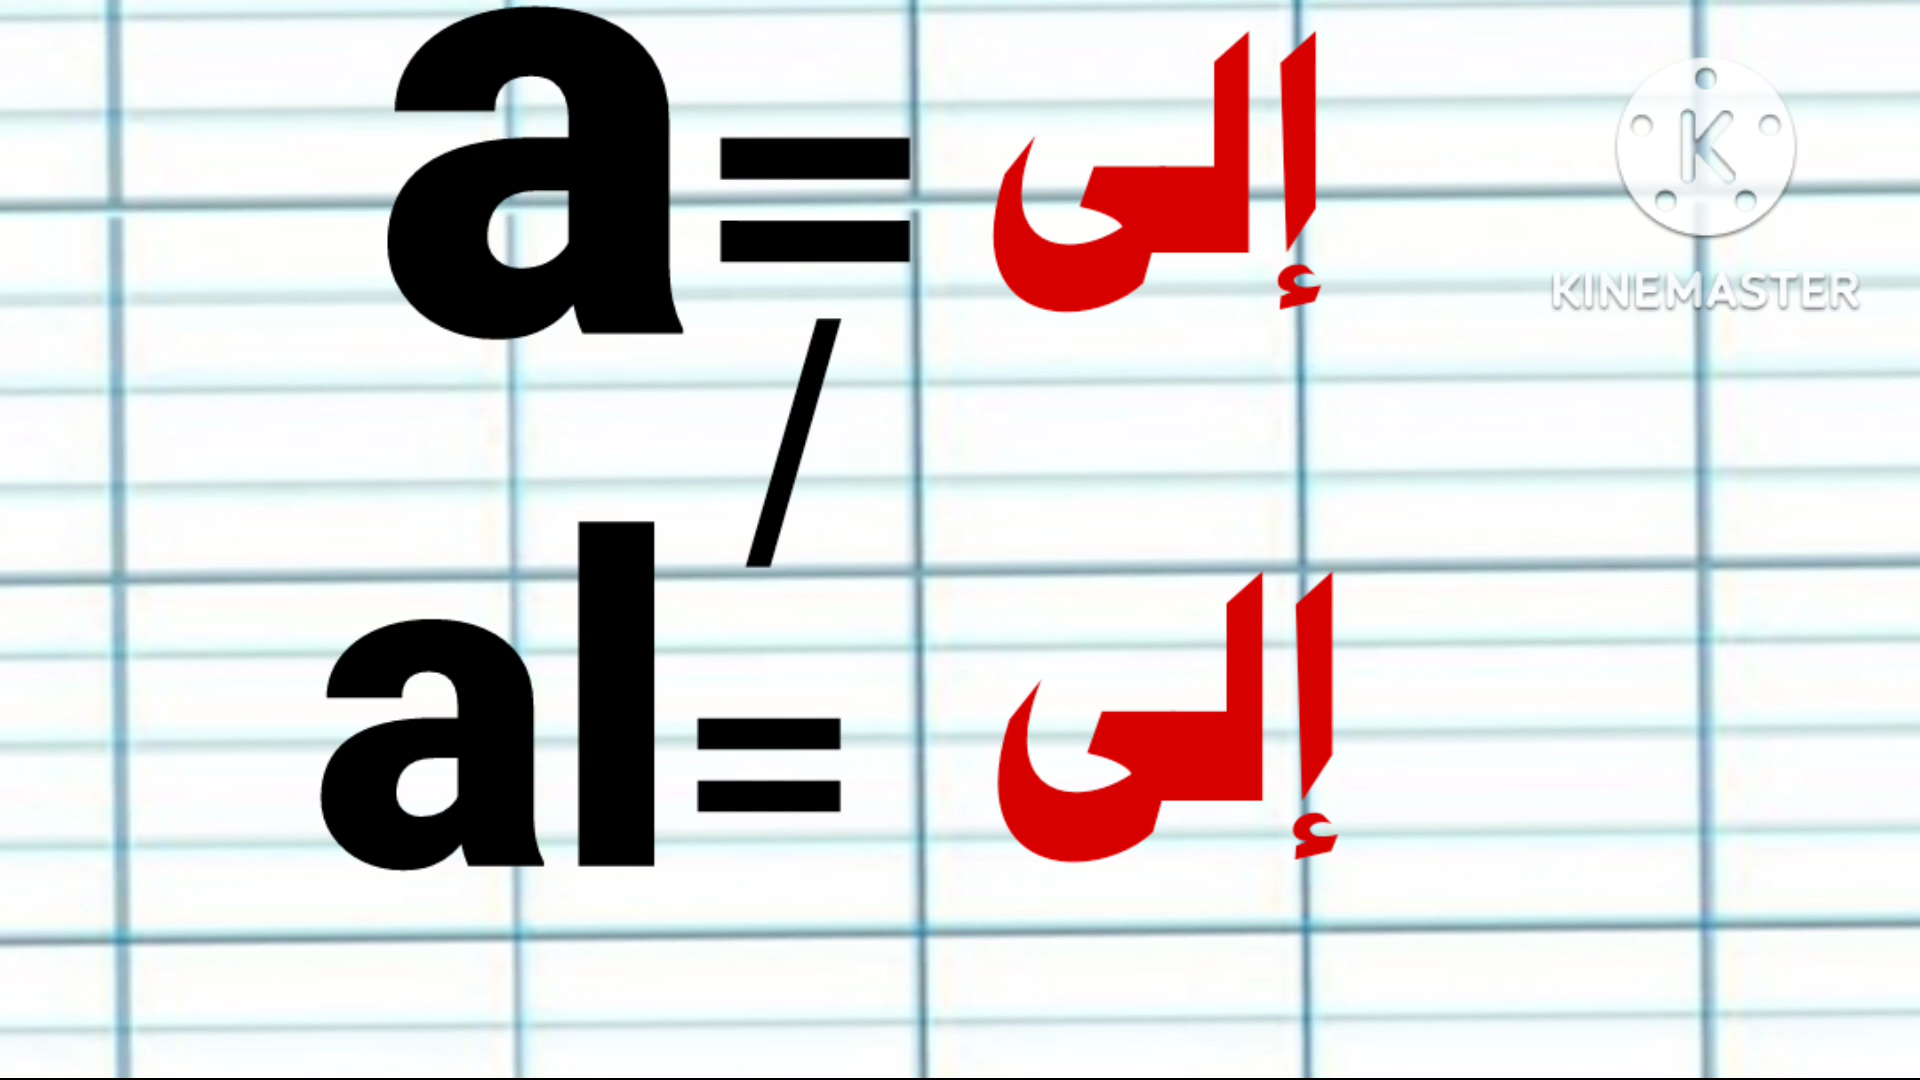 a = إلى
K
KINEMASTER
/
al = إلى